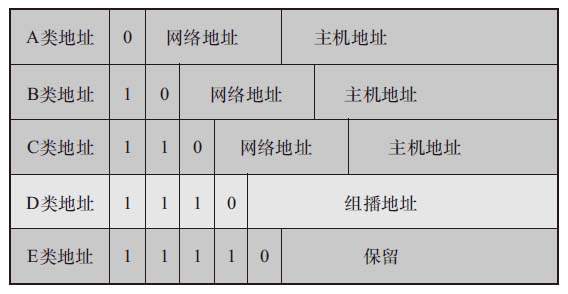 A类地址 0 网络地址 主机地址
B类地址 1 0 网络地址 主机地址
C类地址 1 1 0 网络地址 主机地址
D类地址 1 1 1 0 组播地址
E类地址 1 1 1 1 0 保留